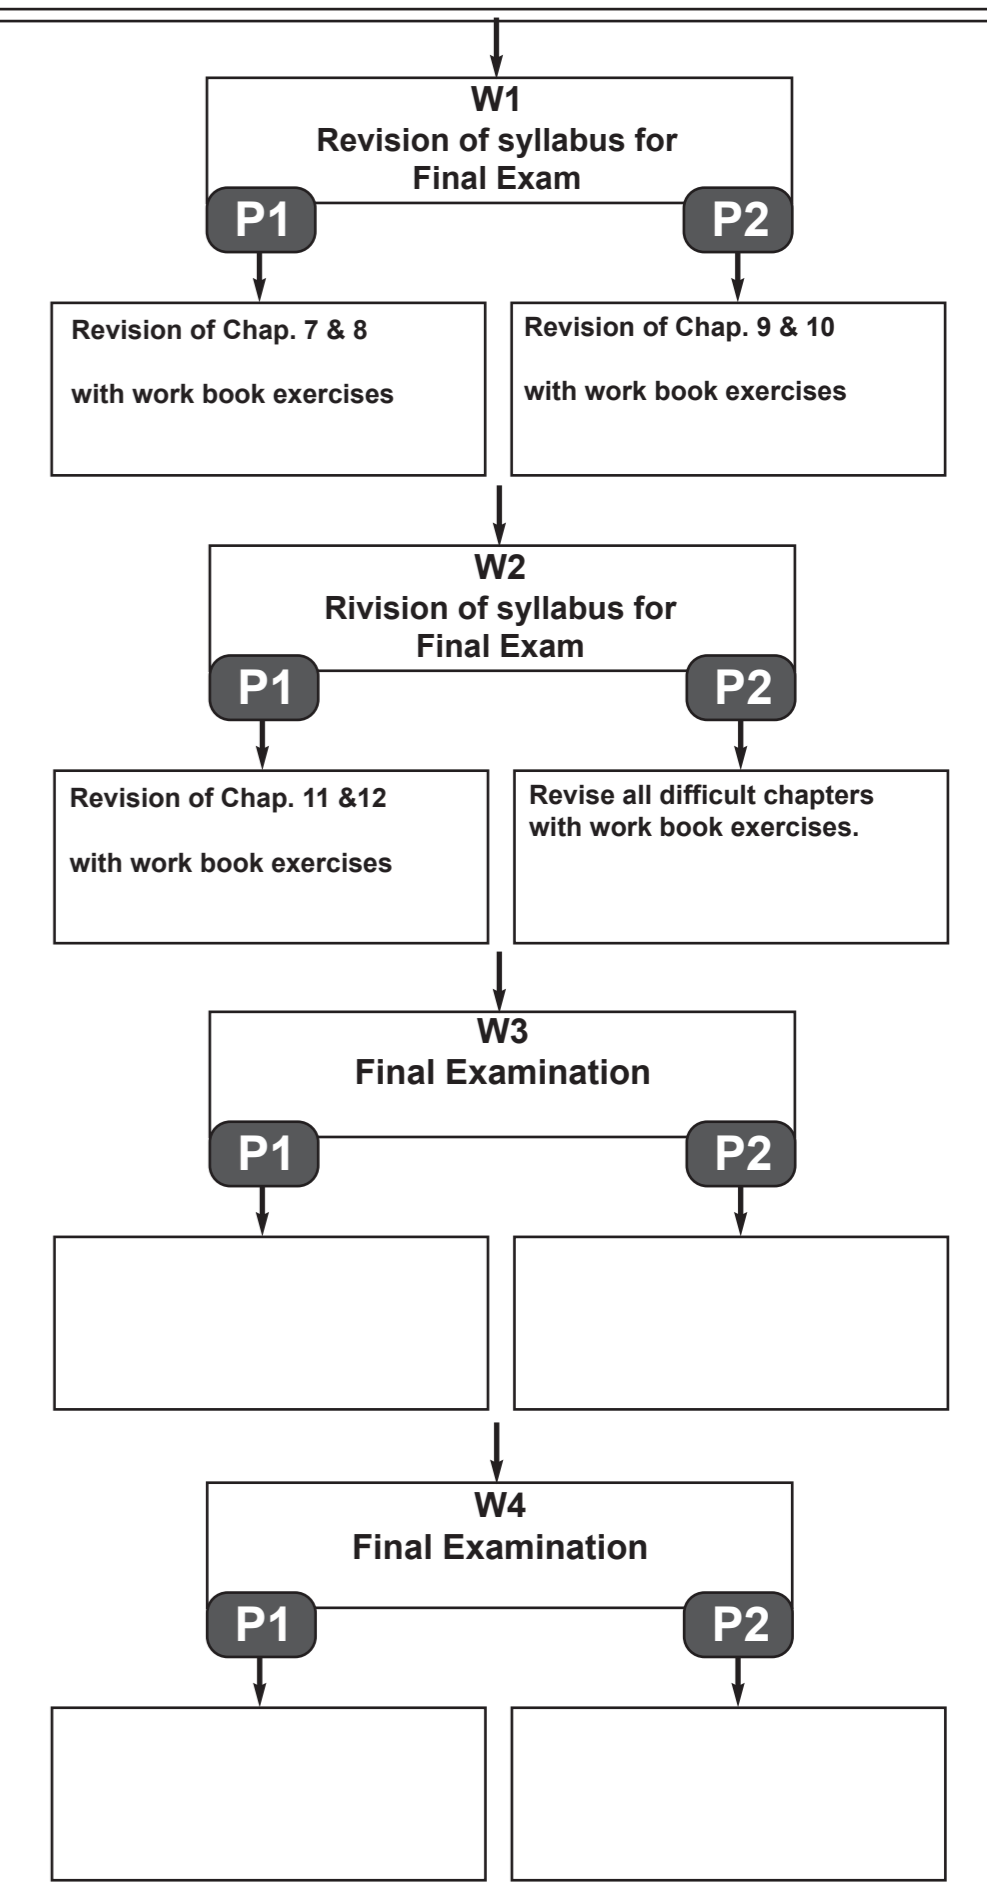 W1
Revision of syllabus for
Final Exam
P1
P2
Revision of Chap. 7 & 8
with work book exercises
Revision of Chap. 9 & 10
with work book exercises
W2
Rivision of syllabus for
Final Exam
P1
P2
Revision of Chap. 11 &12
with work book exercises
Revise all difficult chapters
with work book exercises.
W3
Final Examination
P1
P2
W4
Final Examination
P1
P2